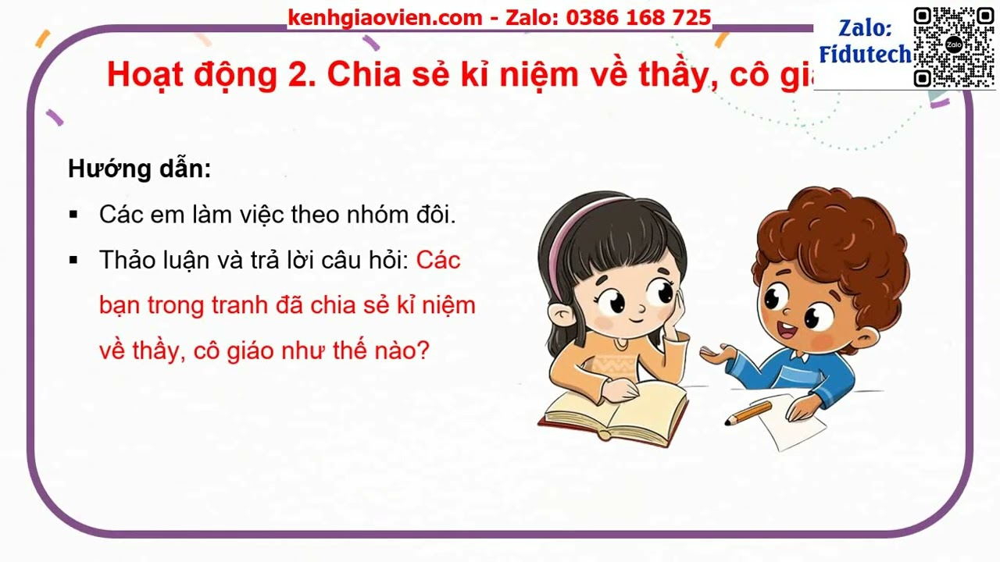 kenhgiaovien.com - Zalo: 0386 168 725
Zalo:
Fidutech
Zalo
Hoạt động 2. Chia sẻ kỉ niệm về thầy, cô
Hướng dẫn:
▪ Các em làm việc theo nhóm đôi.
▪ Thảo luận và trả lời câu hỏi: Các
bạn trong tranh đã chia sẻ kỉ niệm
về thầy, cô giáo như thế nào?